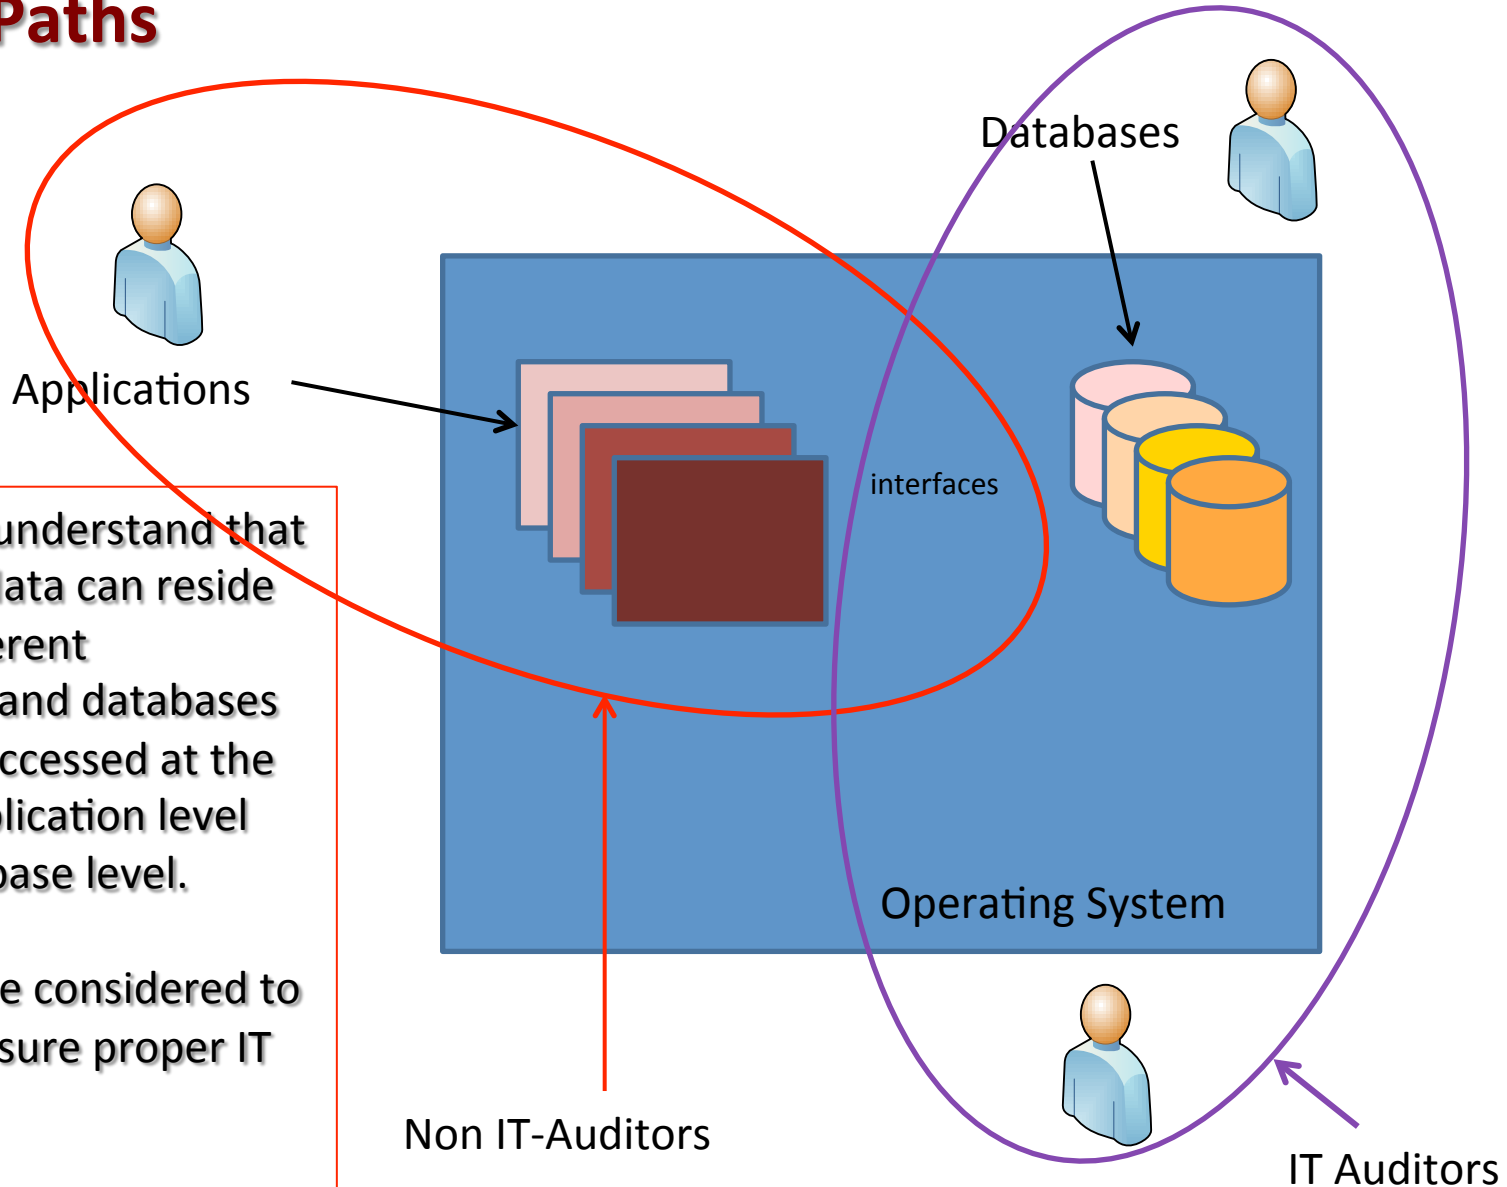 Paths
Databases
Applications
interfaces
understand that
data can reside
erent
and databases
ccessed at the
plication level
base level.
Operating System
e considered to
sure proper IT
Non IT-Auditors
IT Auditors